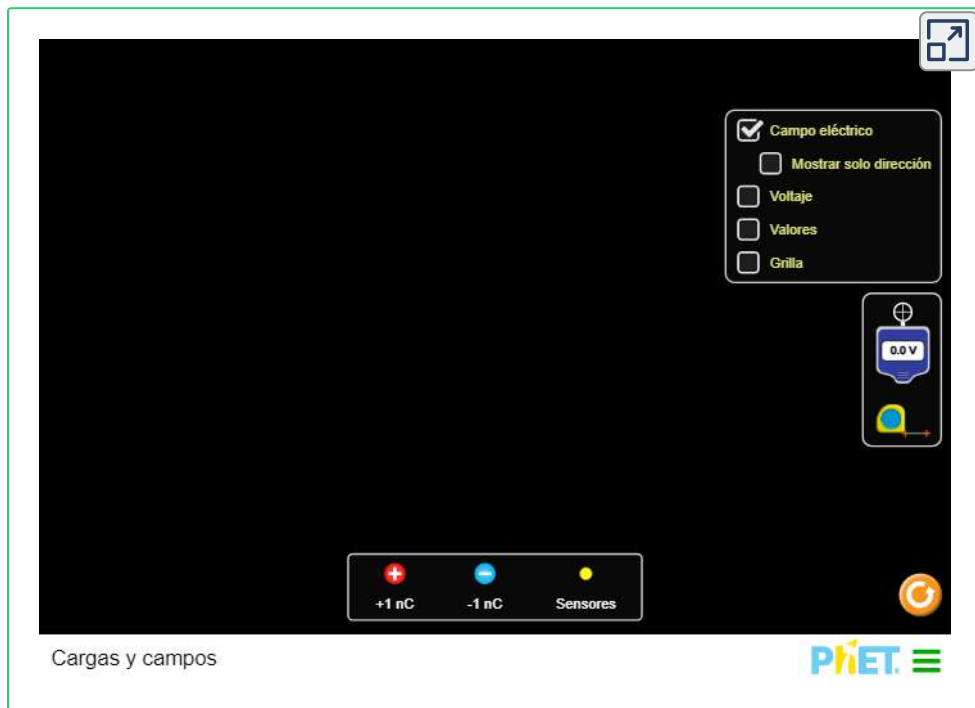 Campo eléctrico
Mostrar solo dirección
Voltaje
Valores
Grilla
0.0 V
+1 nC
-1 nC
Sensores
Cargas y campos
PhET